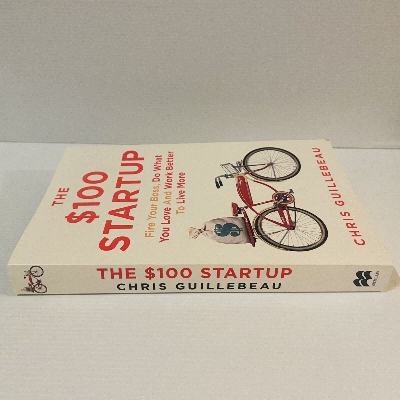 THE
$100
STARTUP
Fire Your Boss, Do What
You Love And Work Better
To Live More
CHRIS GUILLEBEAU
THE $100 STARTUP
CHRIS GUILLEBEAU